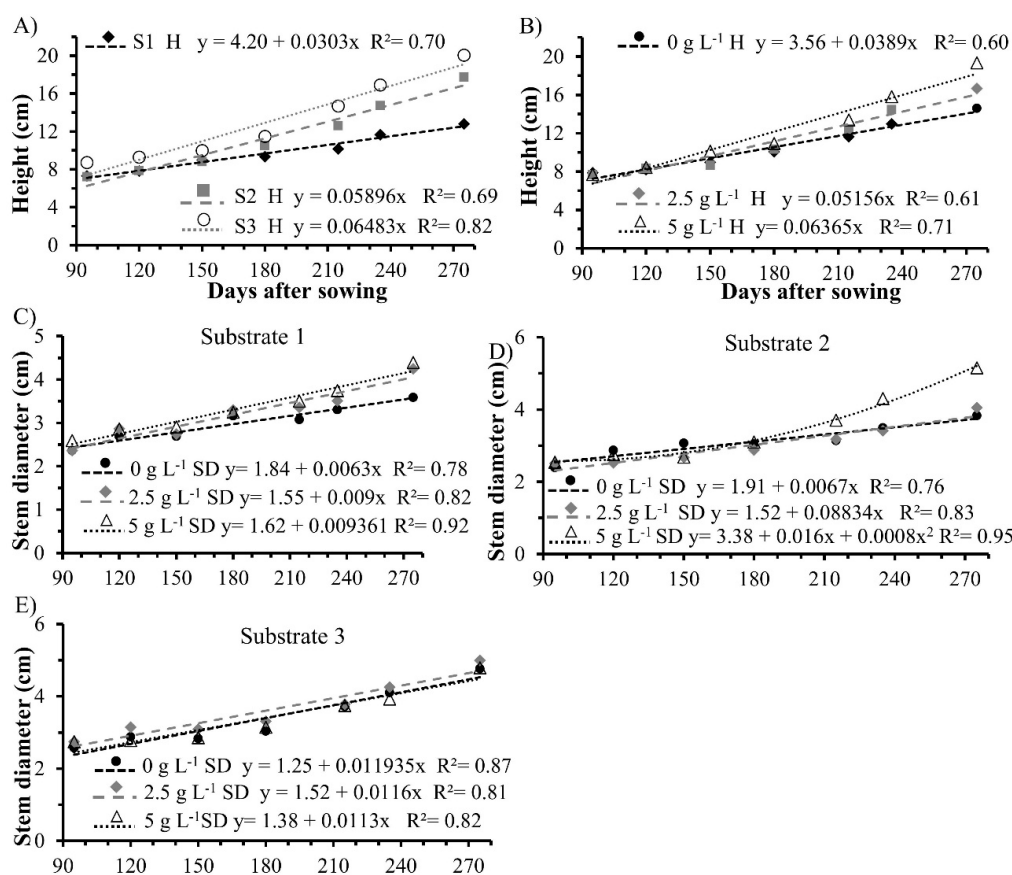 A)
S1 H y = 4.20 + 0.0303x R²= 0.70
20
16
12
8
4
0
Height (cm)
S2 H y = 0.05896x R²= 0.69
S3 H y = 0.06483x R²= 0.82
90 120 150 180 210 240 270
Days after sowing
B)
0 g L⁻¹ H y = 3.56 + 0.0389x R²= 0.60
20
16
12
8
4
0
Height (cm)
2.5 g L⁻¹ H y = 0.05156x R²= 0.61
5 g L⁻¹ H y= 0.06365x R²= 0.71
90 120 150 180 210 240 270
Days after sowing
C)
Substrate 1
5
4
3
2
1
0
Stem diameter (cm)
0 g L⁻¹ SD y= 1.84 + 0.0063x R²= 0.78
2.5 g L⁻¹ SD y= 1.55 + 0.009x R²= 0.82
5 g L⁻¹ SD y= 1.62 + 0.009361 R²= 0.92
90 120 150 180 210 240 270
D)
Substrate 2
6
4
2
0
Stem diameter (cm)
0 g L⁻¹ SD y = 1.91 + 0.0067x R²= 0.76
2.5 g L⁻¹ SD y = 1.52 + 0.08834x R²= 0.83
5 g L⁻¹ SD y= 3.38 + 0.016x + 0.0008x² R²= 0.95
90 120 150 180 210 240 270
E)
Substrate 3
6
4
2
0
Stem diameter (cm)
0 g L⁻¹ SD y = 1.25 + 0.011935x R²= 0.87
2.5 g L⁻¹ SD y = 1.52 + 0.0116x R²= 0.81
5 g L⁻¹SD y= 1.38 + 0.0113x R²= 0.82
90 120 150 180 210 240 270